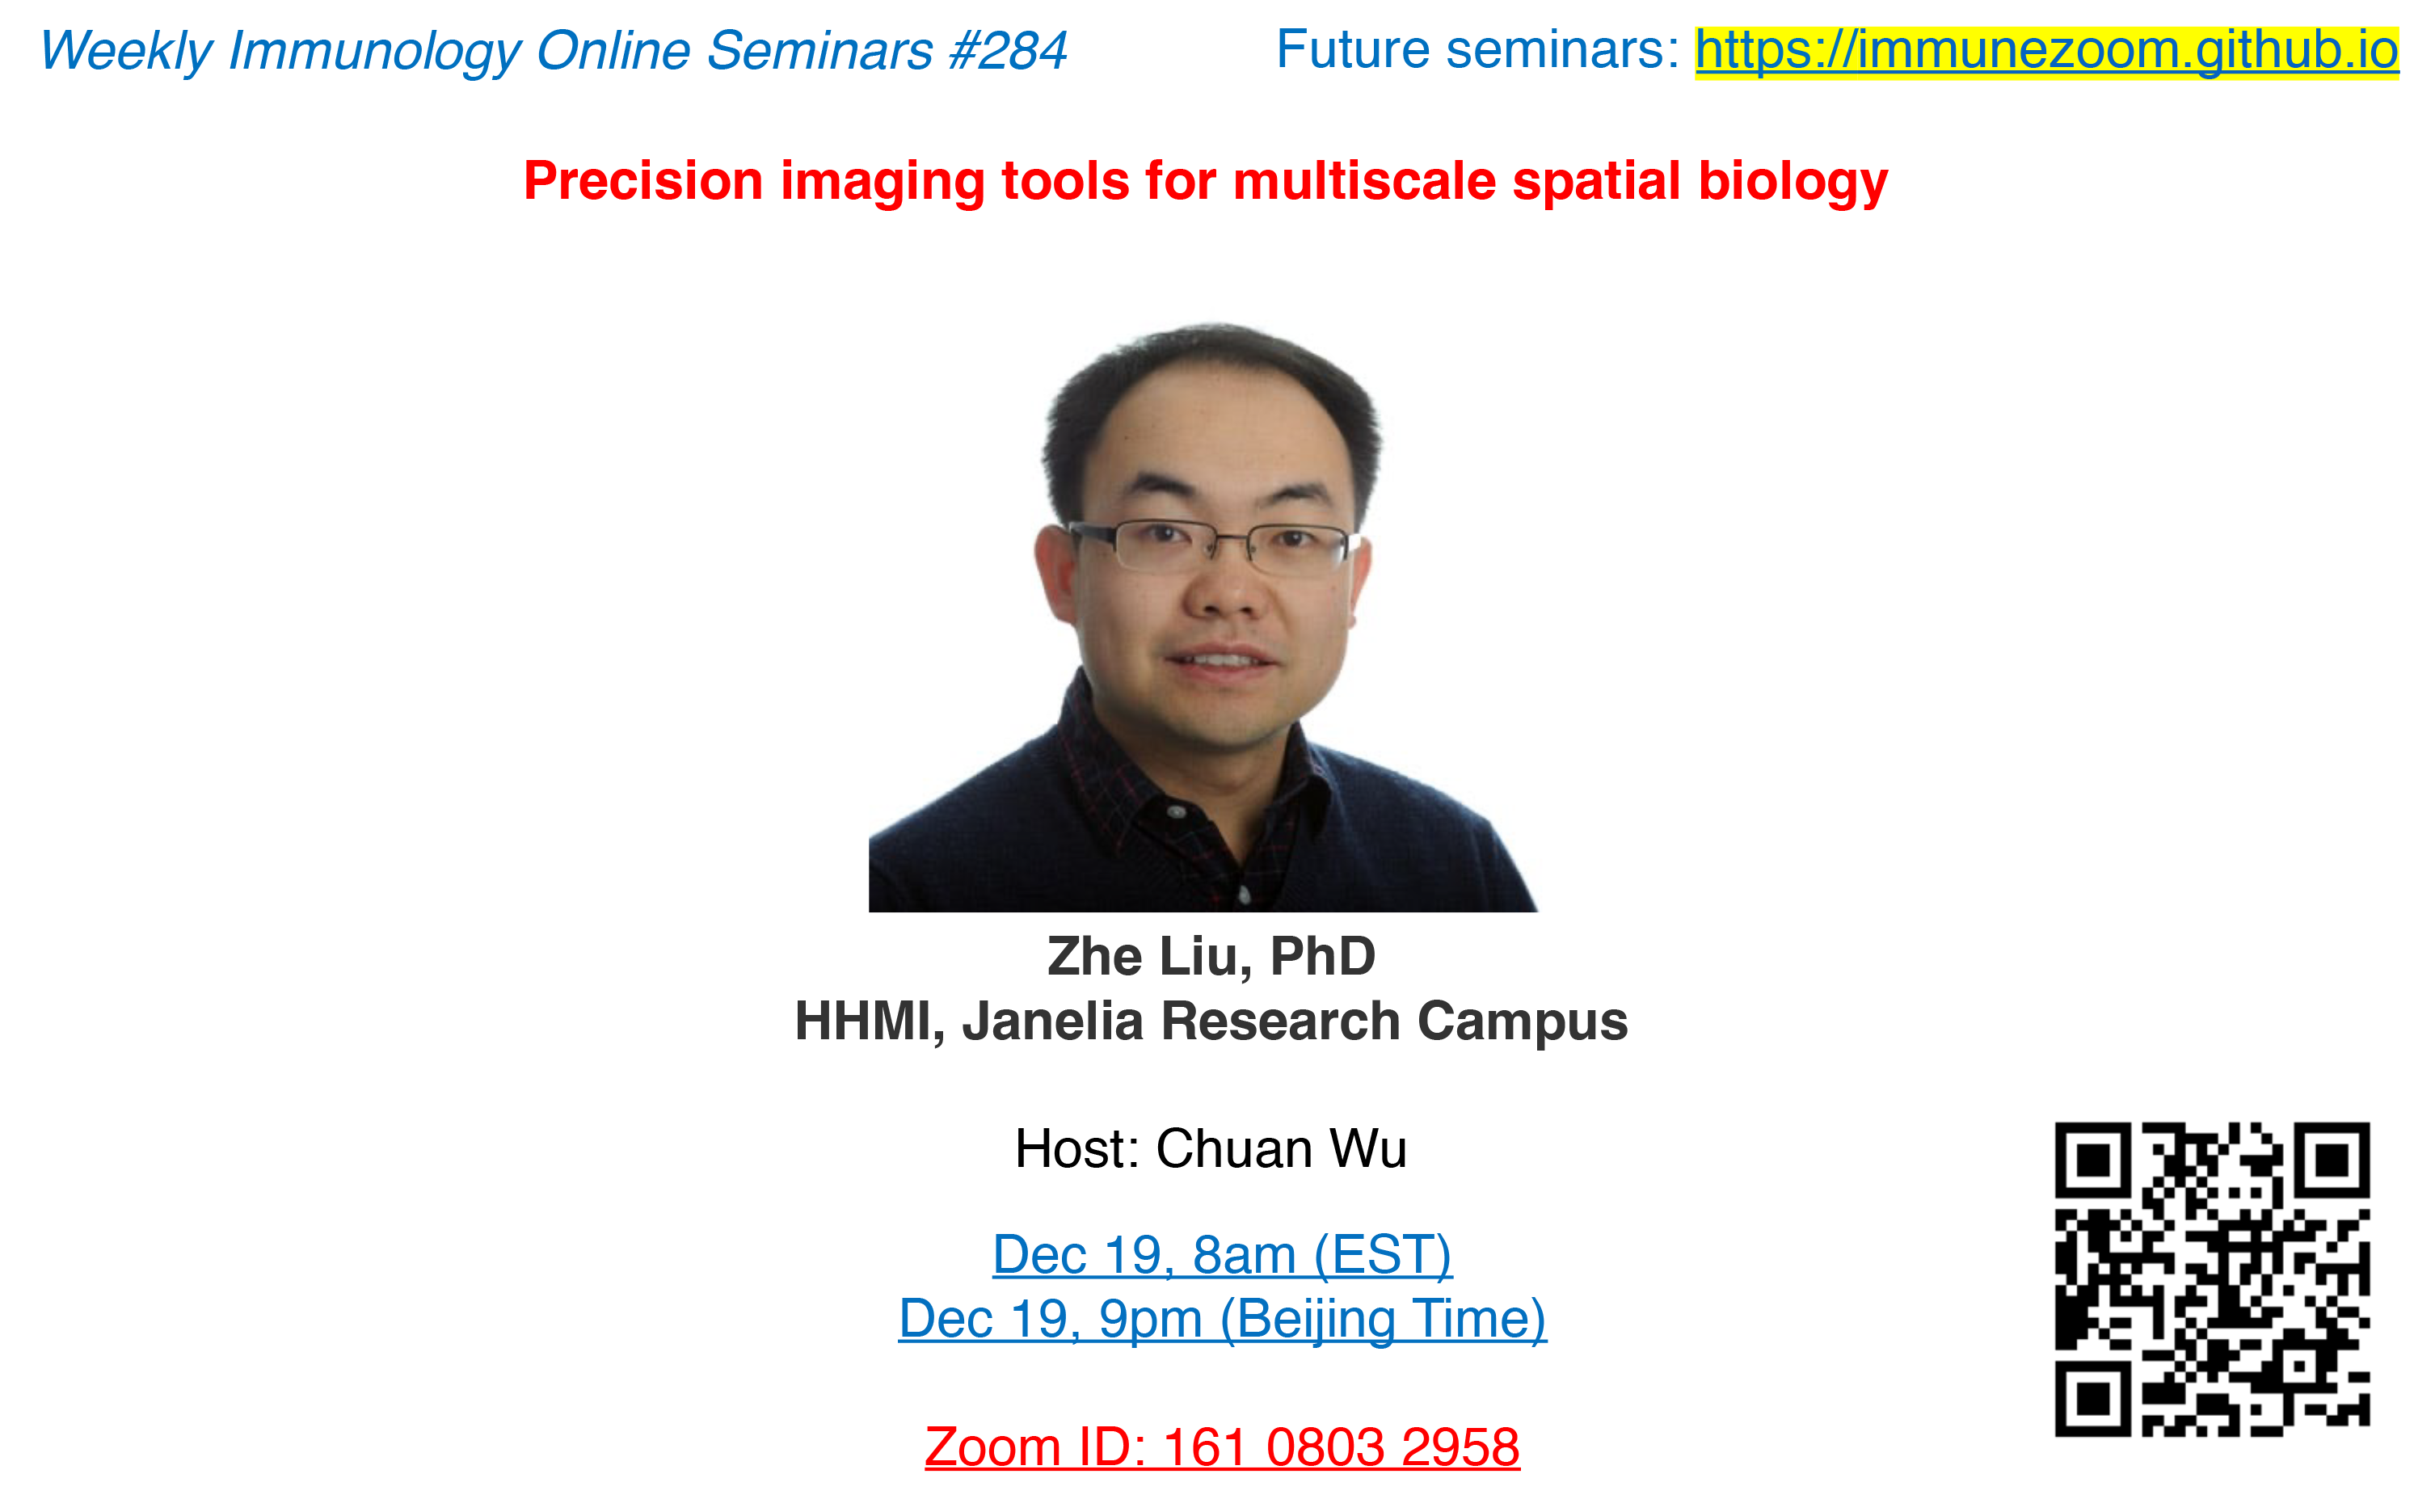 Weekly Immunology Online Seminars #284
Future seminars: https://immunezoom.github.io
Precision imaging tools for multiscale spatial biology
Zhe Liu, PhD
HHMI, Janelia Research Campus
Host: Chuan Wu
Dec 19, 8am (EST)
Dec 19, 9pm (Beijing Time)
Zoom ID: 161 0803 2958